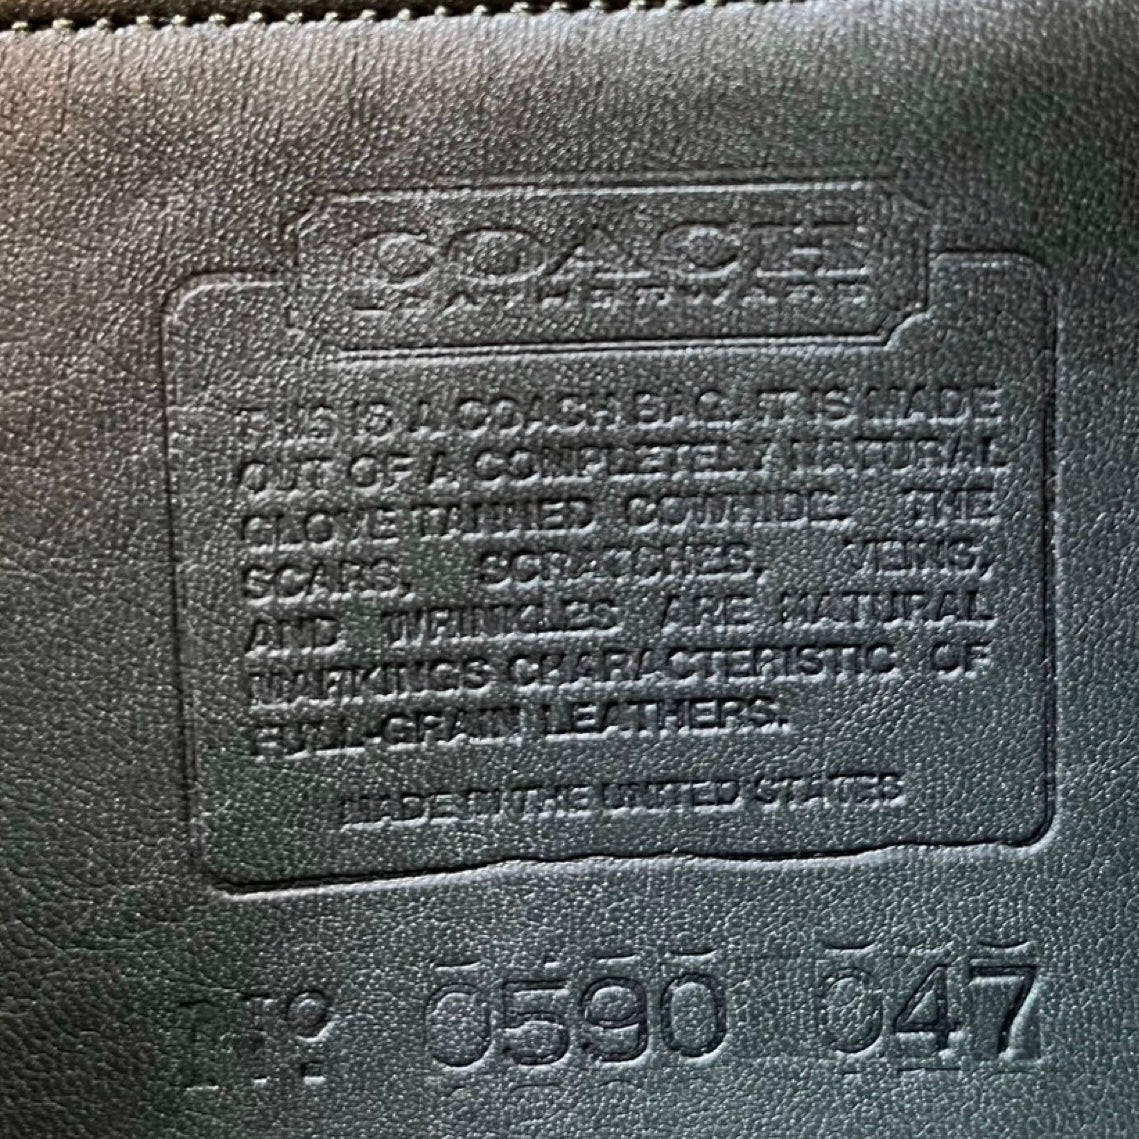 COACH
LEATHERWARE
THIS IS A COACH BAG. IT IS MADE
OUT OF A COMPLETELY NATURAL
GLOVE TANNED COWHIDE. THE
SCARS, SCRATCHES, VEINS,
AND WRINKLES ARE NATURAL
MARKINGS CHARACTERISTIC OF
FULL-GRAIN LEATHERS.
MADE IN THE UNITED STATES
Nº 0590 047